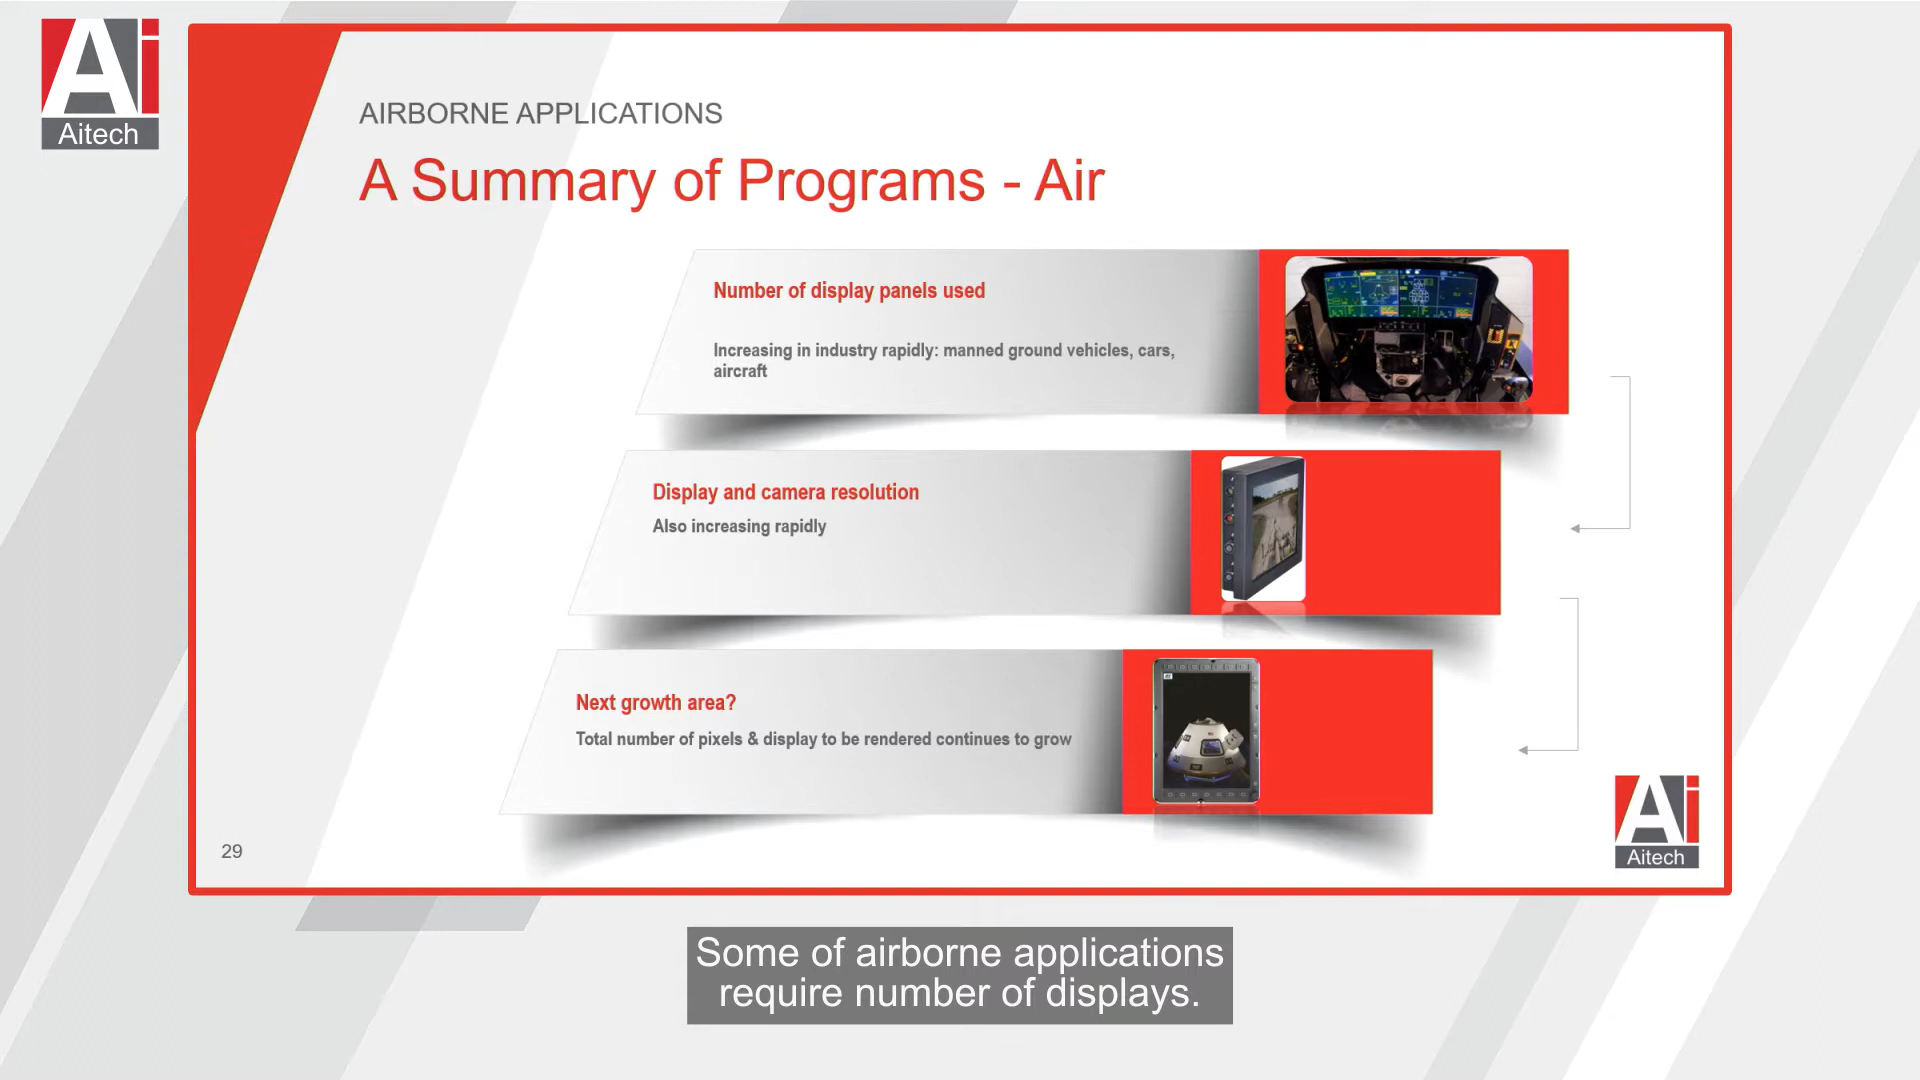 Ai
Aitech
AIRBORNE APPLICATIONS
A Summary of Programs - Air
Number of display panels used
Increasing in industry rapidly: manned ground vehicles, cars,
aircraft
Display and camera resolution
Also increasing rapidly
Next growth area?
Total number of pixels & display to be rendered continues to grow
29
Ai
Aitech
Some of airborne applications
require number of displays.